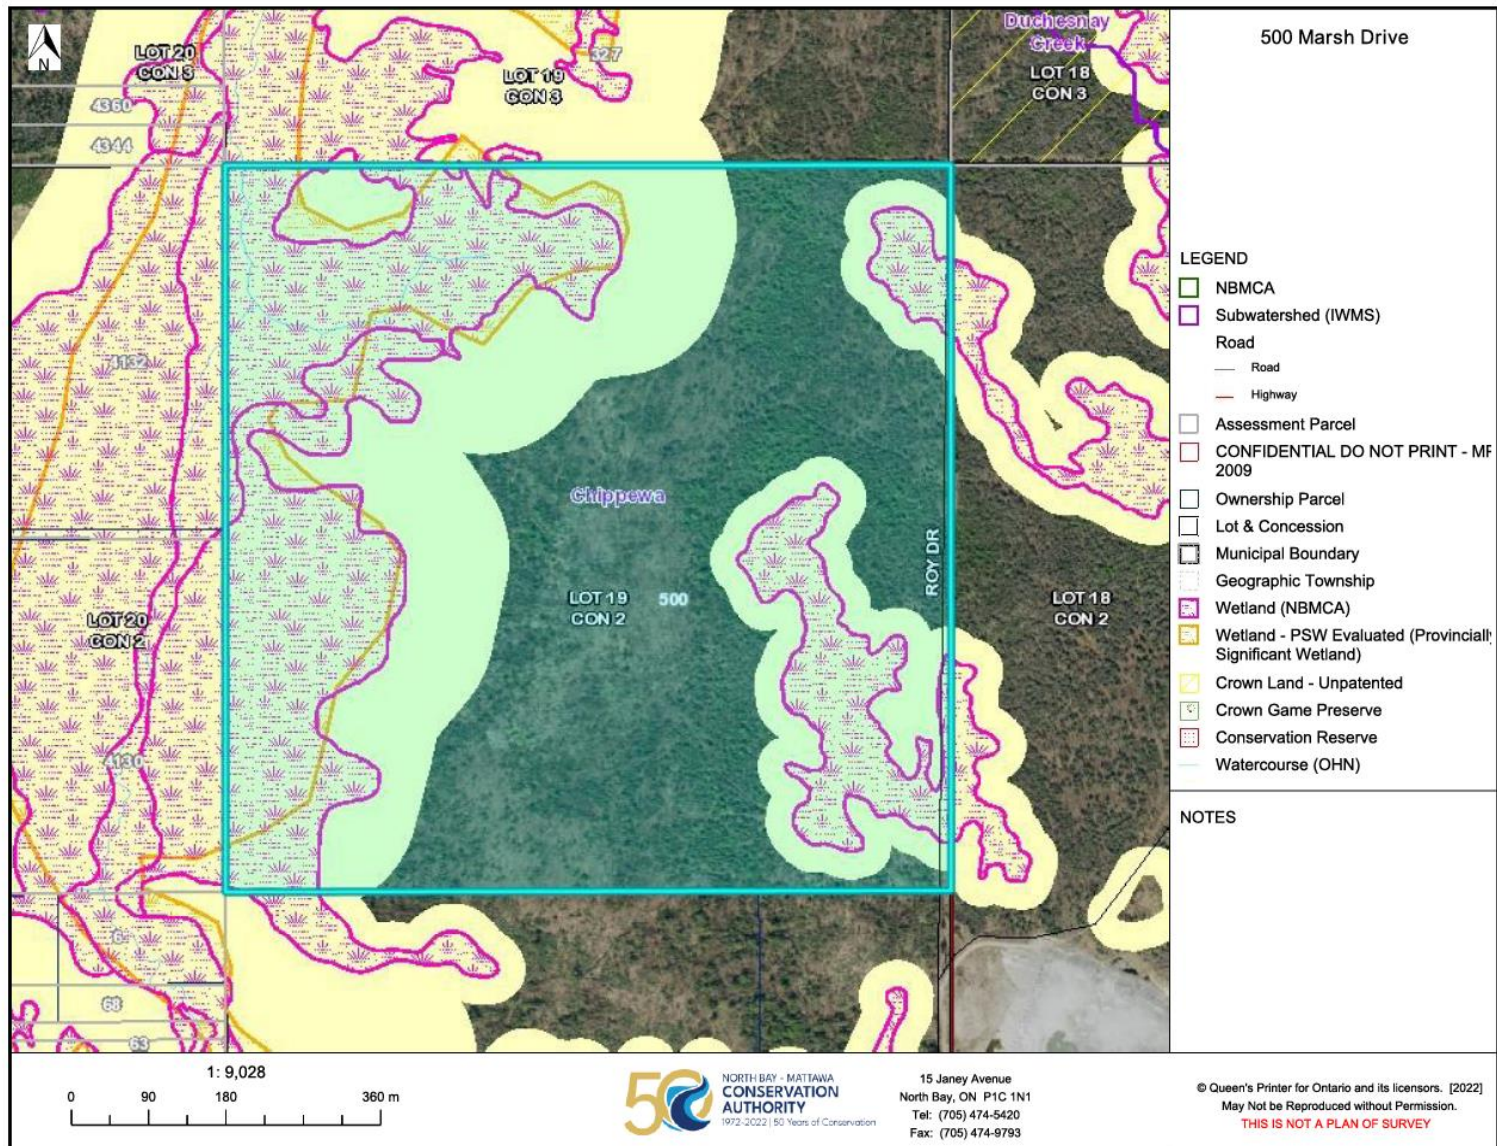 500 Marsh Drive
N
Duchesnay
Creek
LOT 20
CON 3
LOT 19
CON 3
327
LOT 18
CON 3
4360
4344
4132
Chippewa
ROY DR
LOT 19
CON 2
500
LOT 18
CON 2
LOT 20
CON 2
4130
68
63
LEGEND
NBMCA
Subwatershed (IWMS)
Road
Road
Highway
Assessment Parcel
CONFIDENTIAL DO NOT PRINT - 
2009
Ownership Parcel
Lot & Concession
Municipal Boundary
Geographic Township
Wetland (NBMCA)
Wetland - PSW Evaluated (Provincially
Significant Wetland)
Crown Land - Unpatented
Crown Game Preserve
Conservation Reserve
Watercourse (OHN)
NOTES
1: 9,028
0 90 180 360 m
50
NORTH BAY - MATTAWA
CONSERVATION
AUTHORITY
1972-2022 | 50 Years of Conservation
15 Janey Avenue
North Bay, ON P1C 1N1
Tel: (705) 474-5420
Fax: (705) 474-9793
© Queen's Printer for Ontario and its licensors. [2022]
May Not be Reproduced without Permission.
THIS IS NOT A PLAN OF SURVEY